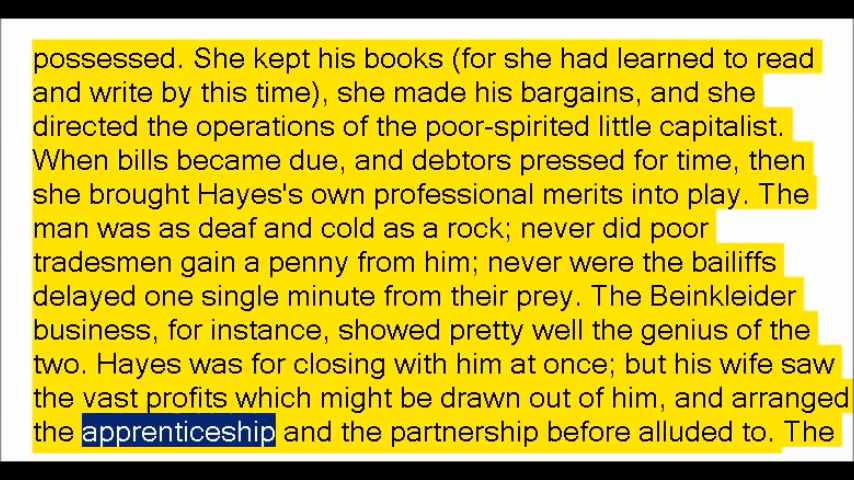 possessed. She kept his books (for she had learned to read
and write by this time), she made his bargains, and she
directed the operations of the poor-spirited little capitalist.
When bills became due, and debtors pressed for time, then
she brought Hayes's own professional merits into play. The
man was as deaf and cold as a rock; never did poor
tradesmen gain a penny from him; never were the bailiffs
delayed one single minute from their prey. The Beinkleider
business, for instance, showed pretty well the genius of the
two. Hayes was for closing with him at once; but his wife saw
the vast profits which might be drawn out of him, and arranged
the apprenticeship and the partnership before alluded to. The